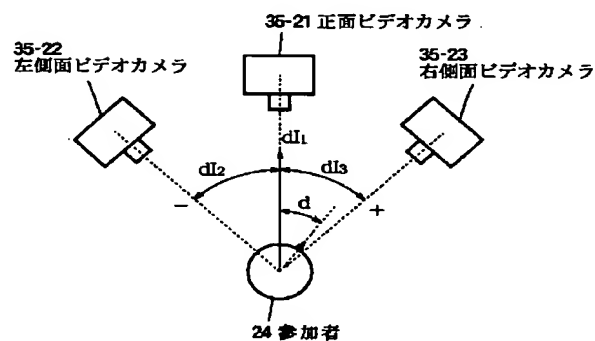 35-21 正面ビデオカメラ
35-22
左側面ビデオカメラ
35-23
右側面ビデオカメラ
dI₁
dI₂
dI₃
d
−
+
24 参加者